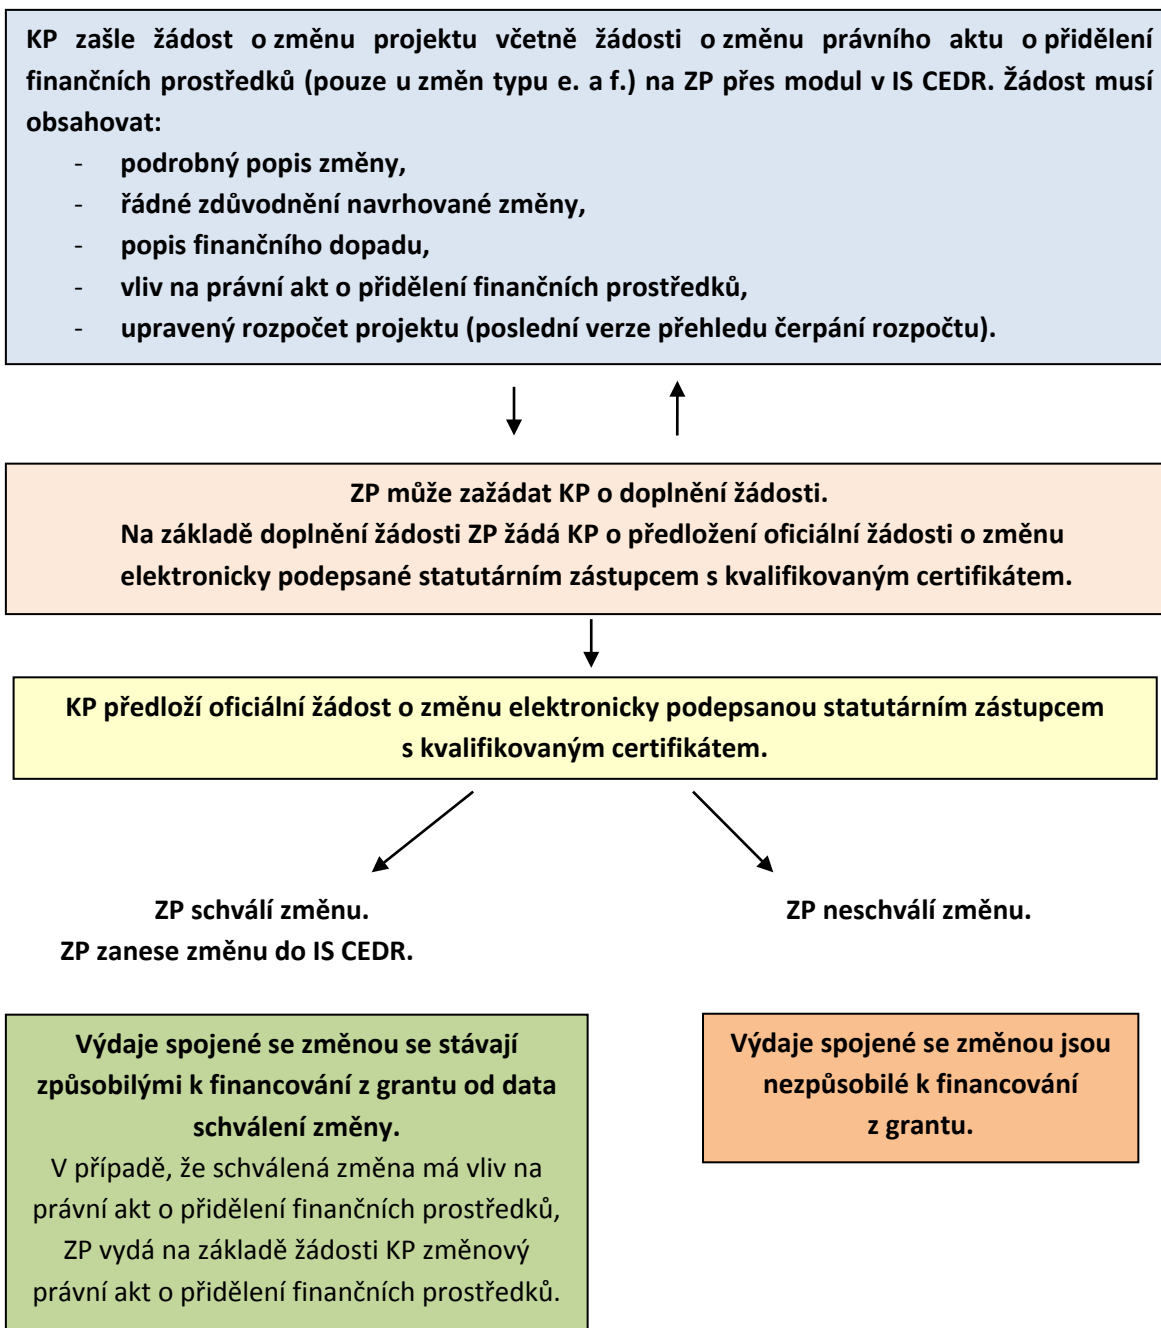 KP zašle žádost o změnu projektu včetně žádosti o změnu právního aktu o přidělení
finančních prostředků (pouze u změn typu e. a f.) na ZP přes modul v IS CEDR. Žádost musí
obsahovat:
- podrobný popis změny,
- řádné zdůvodnění navrhované změny,
- popis finančního dopadu,
- vliv na právní akt o přidělení finančních prostředků,
- upravený rozpočet projektu (poslední verze přehledu čerpání rozpočtu).
ZP může zažádat KP o doplnění žádosti.
Na základě doplnění žádosti ZP žádá KP o předložení oficiální žádosti o změnu
elektronicky podepsané statutárním zástupcem s kvalifikovaným certifikátem.
KP předloží oficiální žádost o změnu elektronicky podepsanou statutárním zástupcem
s kvalifikovaným certifikátem.
ZP schválí změnu.
ZP zanese změnu do IS CEDR.
ZP neschválí změnu.
Výdaje spojené se změnou se stávají
způsobilými k financování z grantu od data
schválení změny.
V případě, že schválená změna má vliv na
právní akt o přidělení finančních prostředků,
ZP vydá na základě žádosti KP změnový
právní akt o přidělení finančních prostředků.
Výdaje spojené se změnou jsou
nezpůsobilé k financování
z grantu.